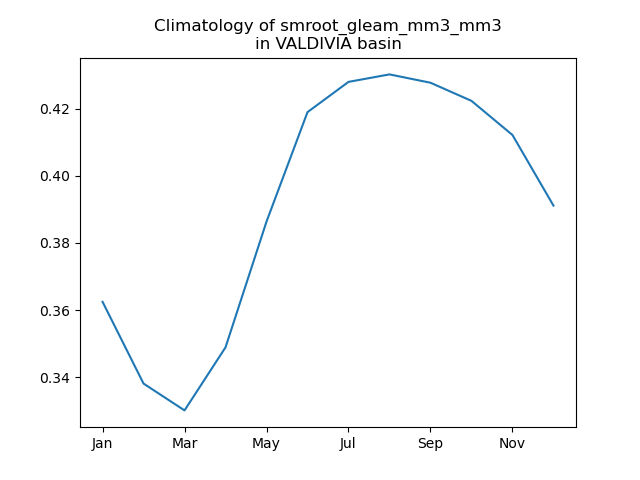 Climatology of smroot_gleam_mm3_mm3
in VALDIVIA basin
0.42
0.40
0.38
0.36
0.34
Jan Mar May Jul Sep Nov